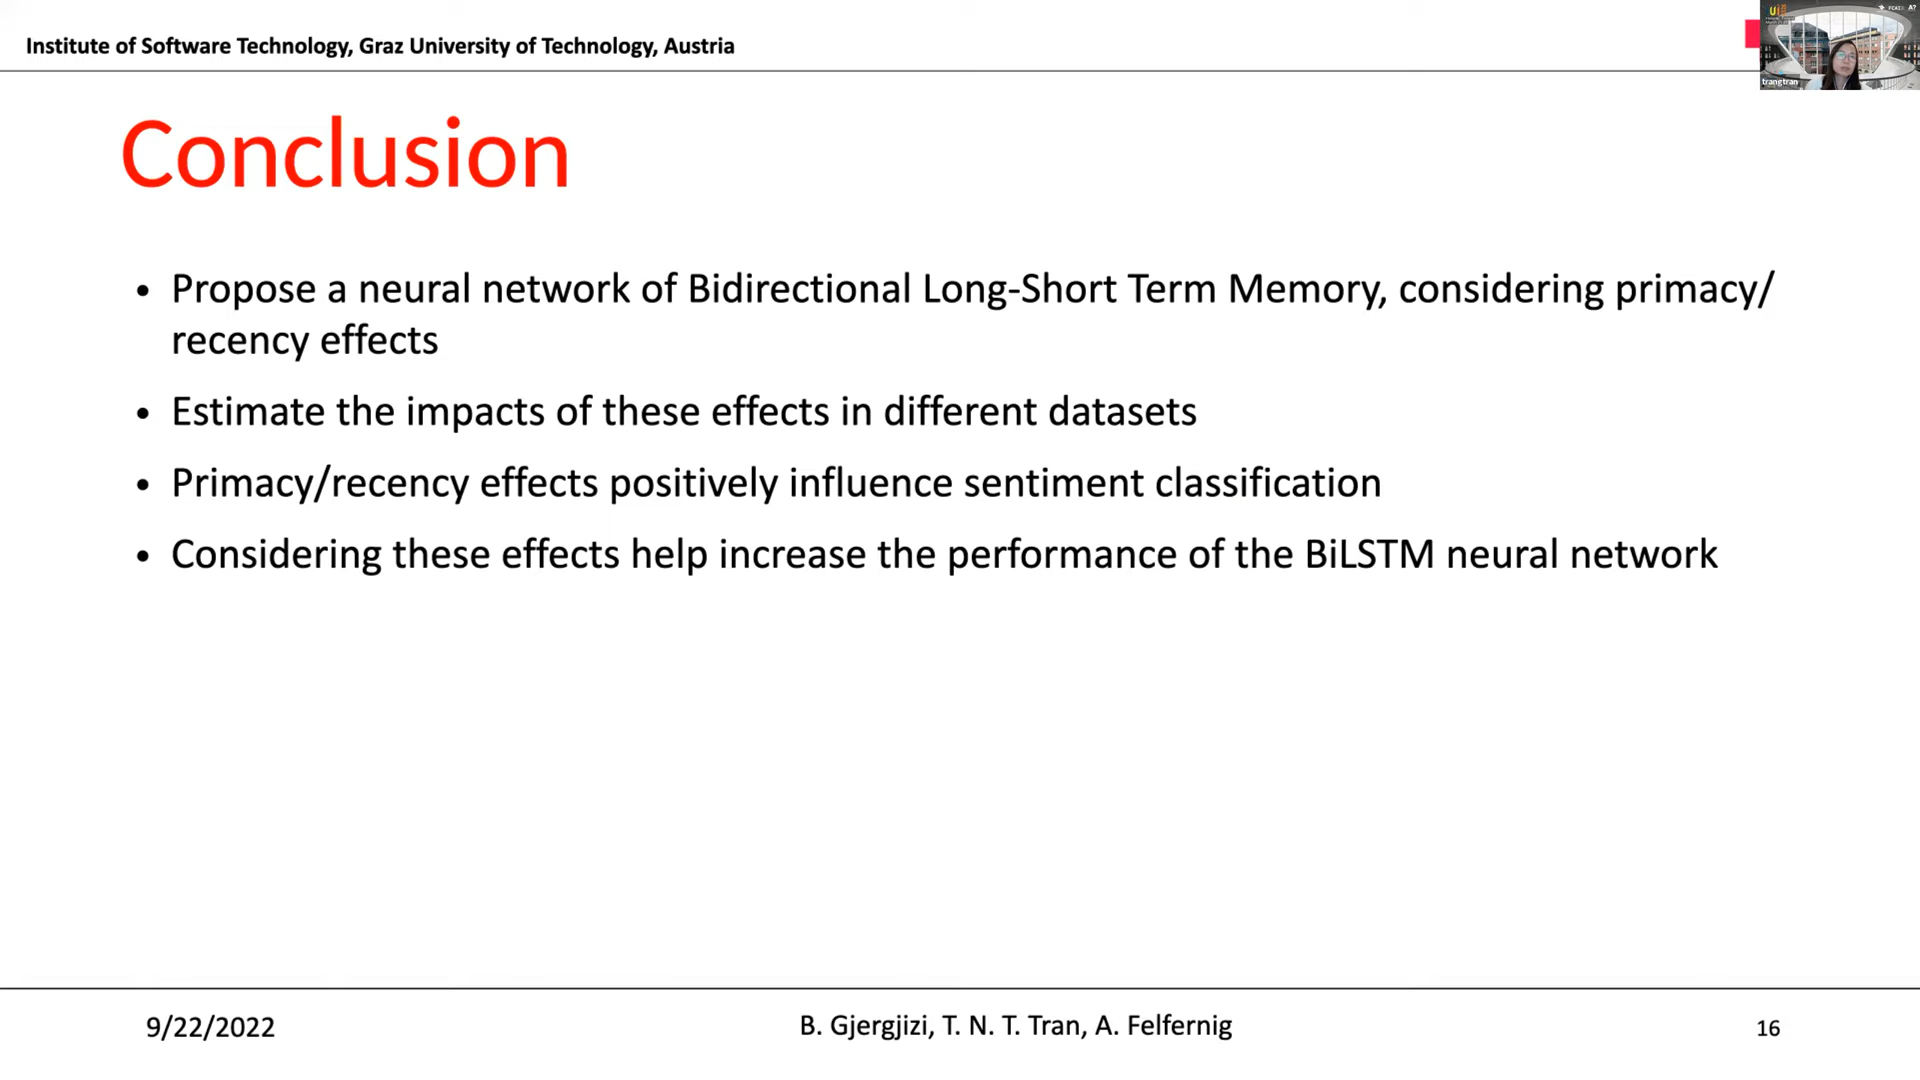 Institute of Software Technology, Graz University of Technology, Austria
trangtran
Conclusion
• Propose a neural network of Bidirectional Long-Short Term Memory, considering primacy/
recency effects
• Estimate the impacts of these effects in different datasets
• Primacy/recency effects positively influence sentiment classification
• Considering these effects help increase the performance of the BiLSTM neural network
9/22/2022
B. Gjergjizi, T. N. T. Tran, A. Felfernig
16